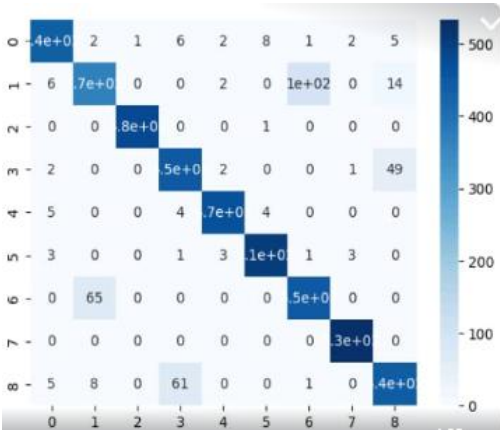 0 .4e+0 2 1 6 2 8 1 2 5
1 6 .7e+0 0 0 2 0 1e+02 0 14
2 0 0 .8e+0 0 0 1 0 0 0
3 2 0 0 .5e+0 2 0 0 1 49
4 5 0 0 4 .7e+0 4 0 0 0
5 3 0 0 1 3 .1e+0 1 3 0
6 0 65 0 0 0 0 .5e+0 0 0
7 0 0 0 0 0 0 0 .3e+0 0
8 5 8 0 61 0 0 1 0 .4e+0
0 1 2 3 4 5 6 7 8
500
400
300
200
100
0